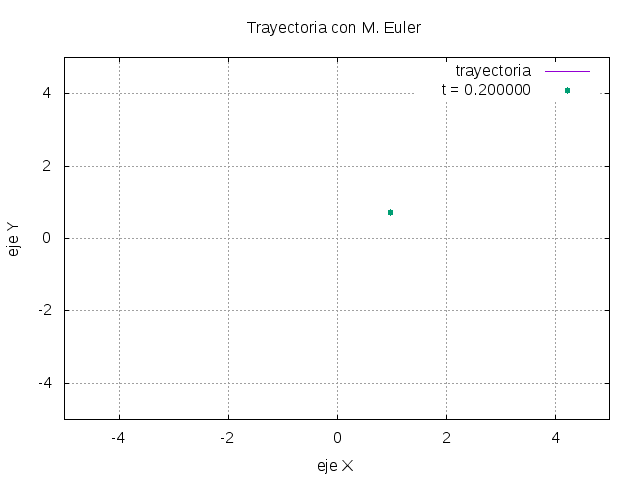 Trayectoria con M. Euler
trayectoria
t = 0.200000
4
2
0
-2
-4
eje Y
-4 -2 0 2 4
eje X